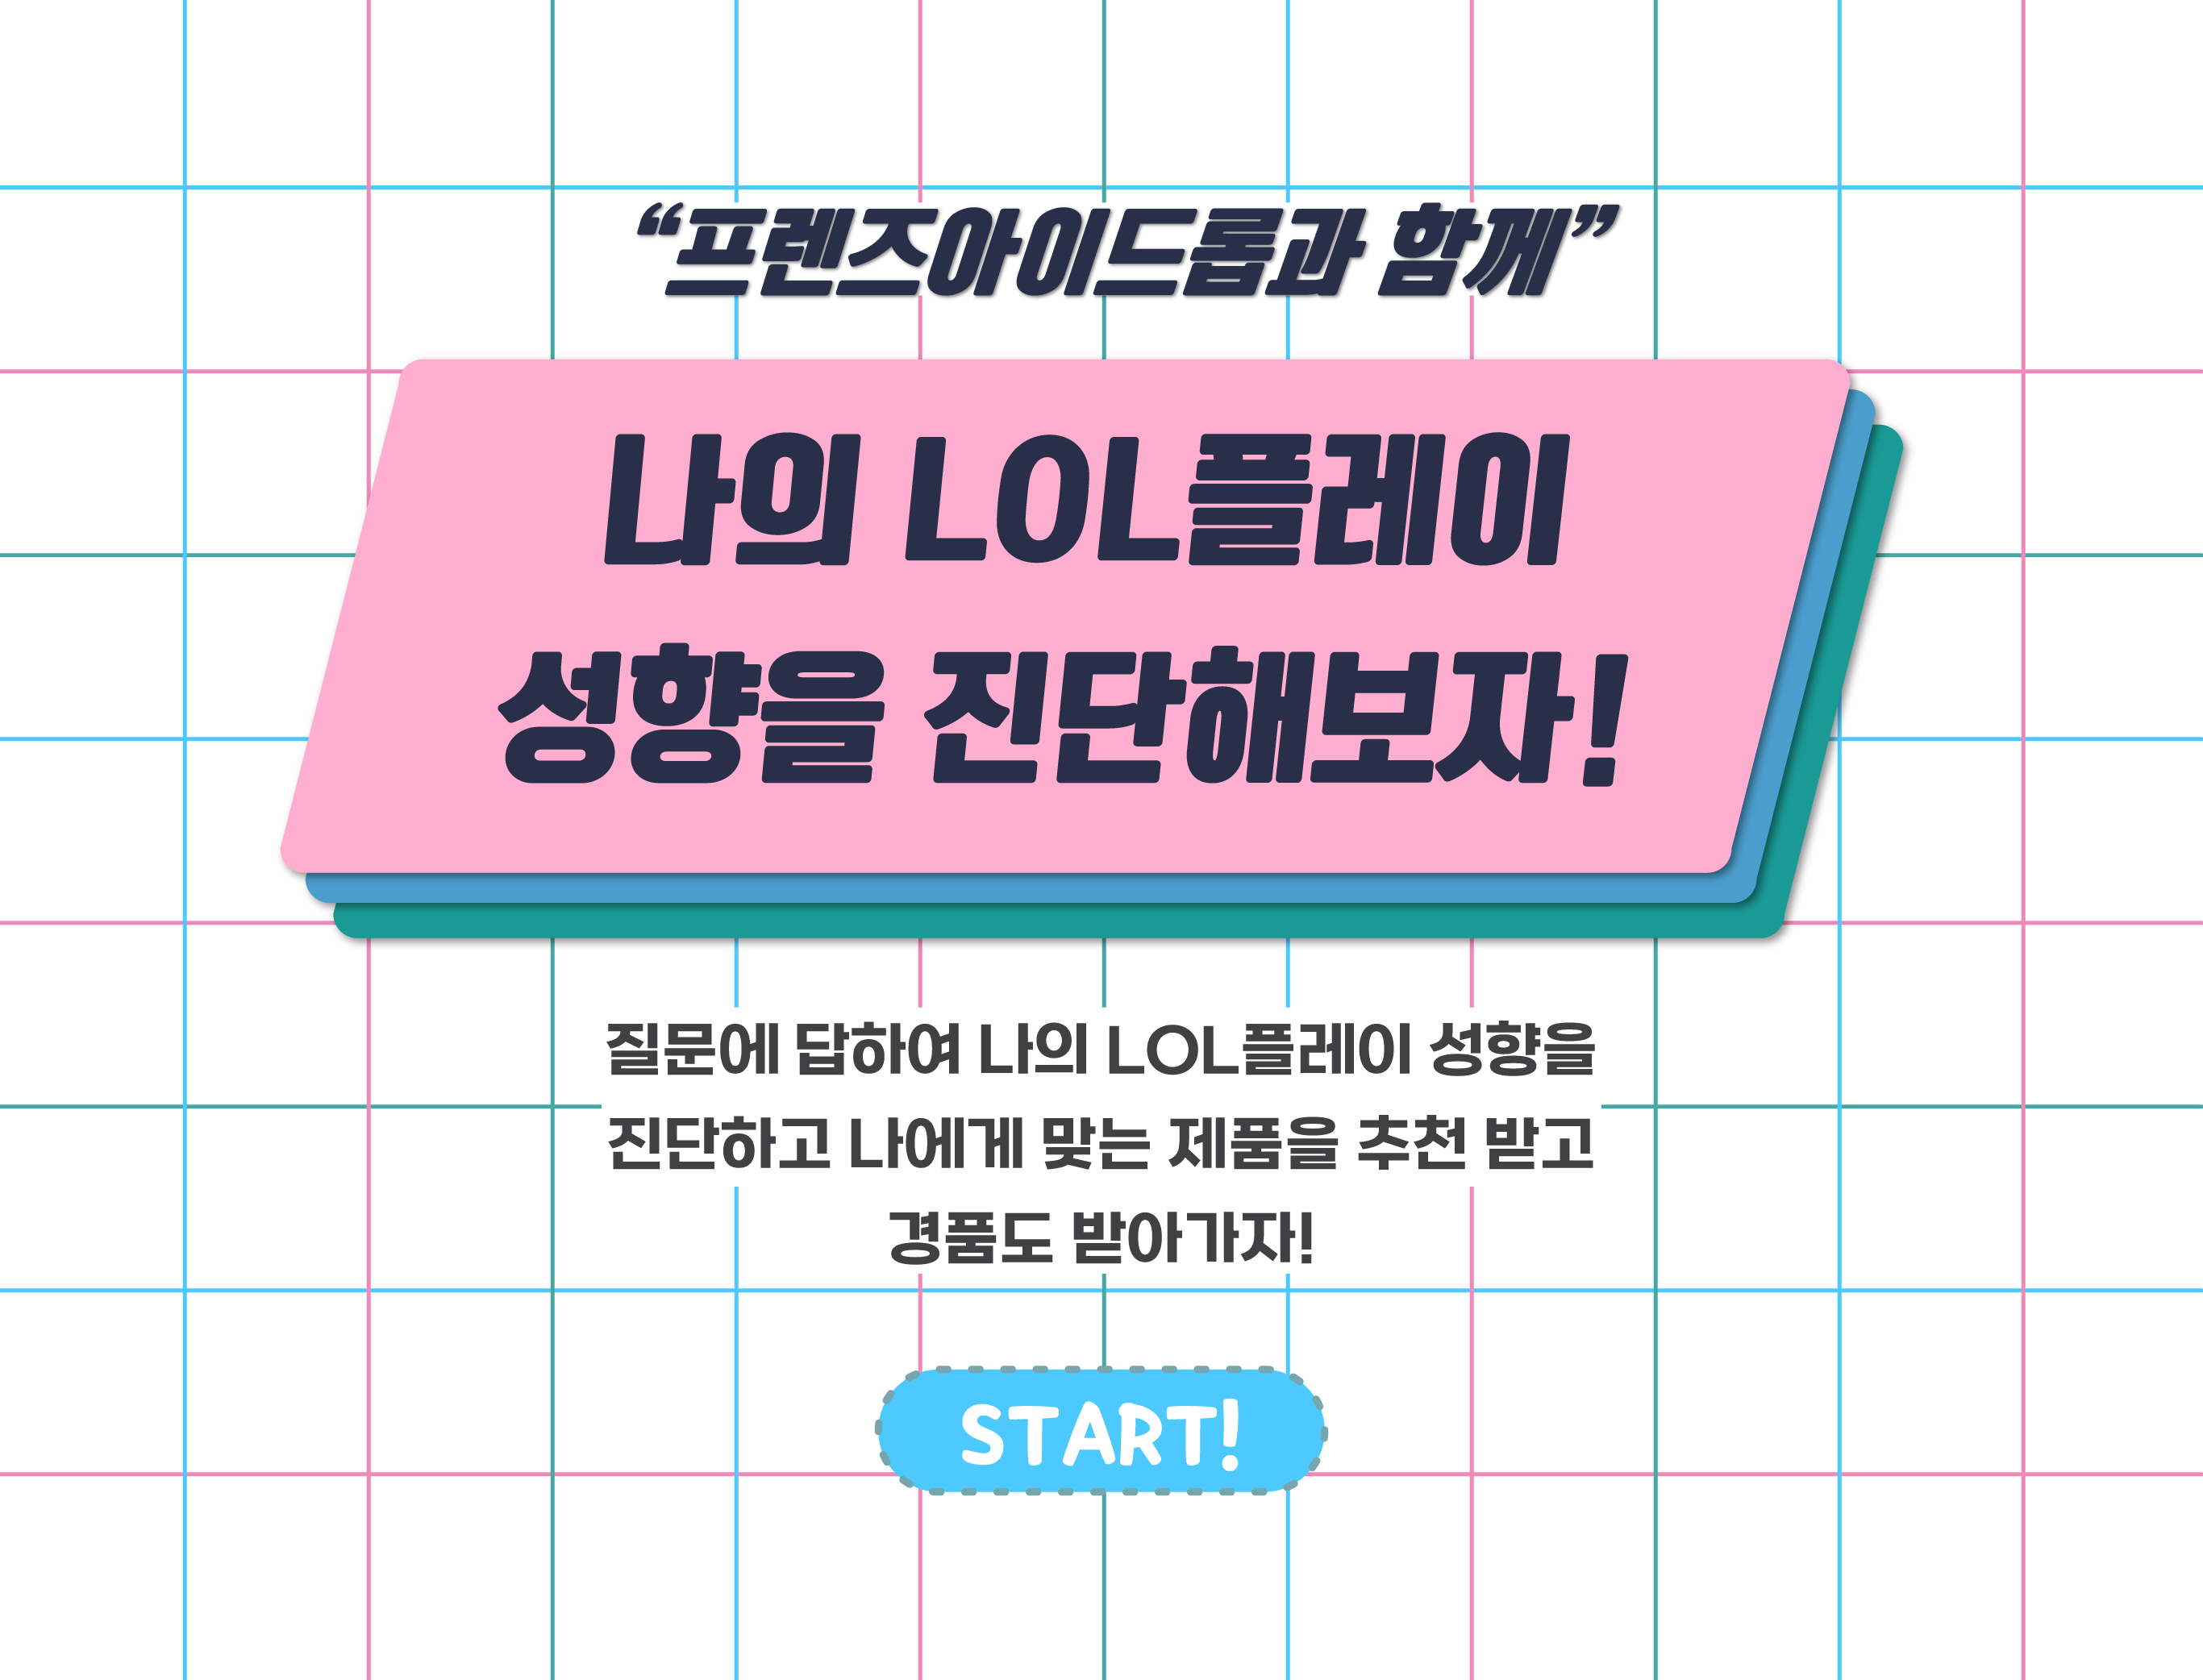 “프렌즈아이드롭과 함께”
나의 LOL플레이
성향을 진단해보자!
질문에 답하여 나의 LOL플레이 성향을
진단하고 나에게 맞는 제품을 추천 받고
경품도 받아가자!
START!